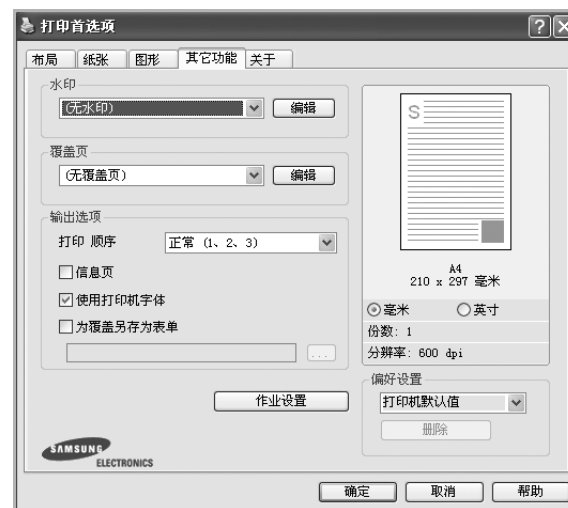 打印首选项
布局 纸张 图形 其它功能 关于
水印
(无水印) 编辑
覆盖页
(无覆盖页) 编辑
输出选项
打印 顺序 正常 (1、2、3)
信息页
使用打印机字体
为覆盖另存为表单
...
作业设置
SAMSUNG
ELECTRONICS
S
A4
210 x 297 毫米
毫米 英寸
份数: 1
分辨率: 600 dpi
偏好设置
打印机默认值
删除
确定 取消 帮助